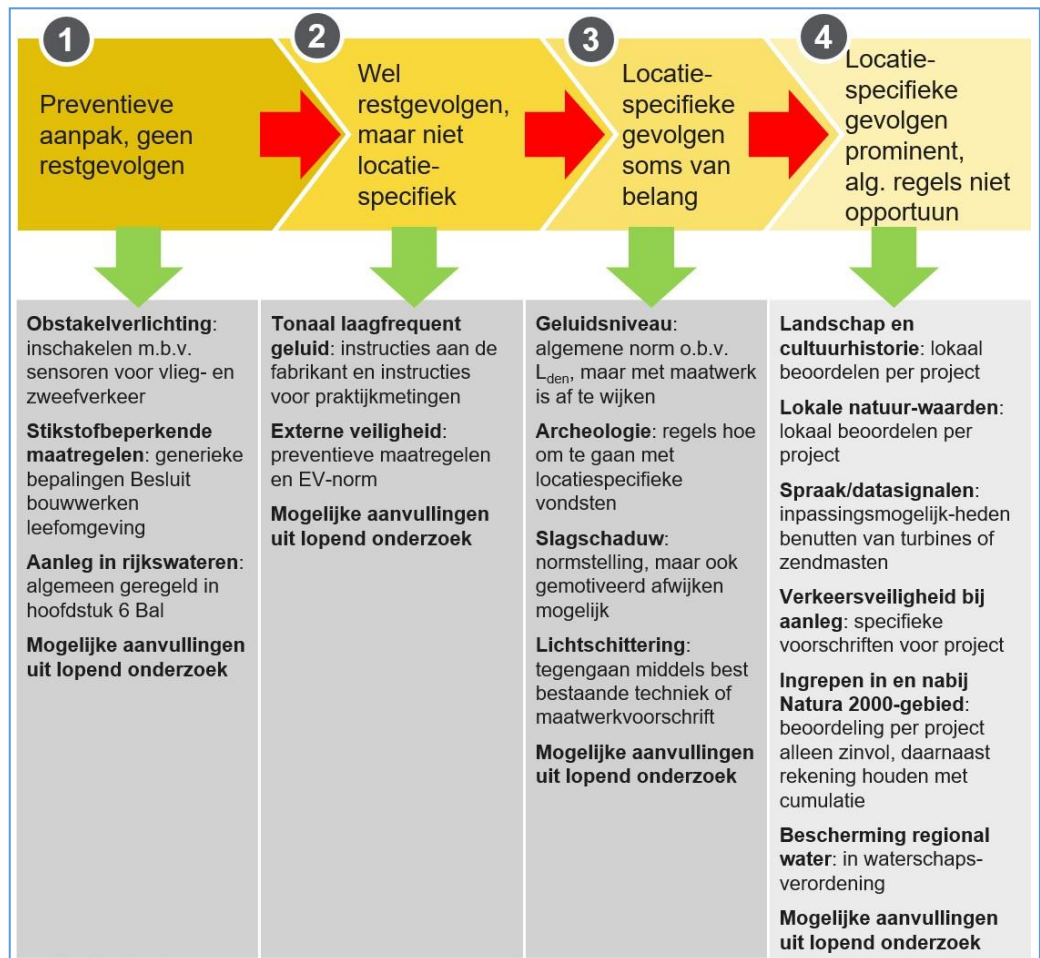 1
Preventieve
aanpak, geen
restgevolgen
2
Wel
restgevolgen,
maar niet
locatie-
specifiek
3
Locatie-
specifieke
gevolgen
soms van
belang
4
Locatie-
specifieke
gevolgen
prominent,
alg. regels niet
opportuun
Obstakelverlichting:
inschakelen m.b.v.
sensoren voor vlieg- en
zweefverkeer
Stikstofbeperkende
maatregelen: generieke
bepalingen Besluit
bouwwerken
leefomgeving
Aanleg in rijkswateren:
algemeen geregeld in
hoofdstuk 6 Bal
Mogelijke aanvullingen
uit lopend onderzoek
Tonaal laagfrequent
geluid: instructies aan de
fabrikant en instructies
voor praktijkmetingen
Externe veiligheid:
preventieve maatregelen
en EV-norm
Mogelijke aanvullingen
uit lopend onderzoek
Geluidsniveau:
algemene norm o.b.v.
Lden, maar met maatwerk
is af te wijken
Archeologie: regels hoe
om te gaan met
locatiespecifieke
vondsten
Slagschaduw:
normstelling, maar ook
gemotiveerd afwijken
mogelijk
Lichtschittering:
tegengaan middels best
bestaande techniek of
maatwerkvoorschrift
Mogelijke aanvullingen
uit lopend onderzoek
Landschap en
cultuurhistorie: lokaal
beoordelen per project
Lokale natuur-waarden:
lokaal beoordelen per
project
Spraak/datasignalen:
inpassingsmogelijk-heden
benutten van turbines of
zendmasten
Verkeersveiligheid bij
aanleg: specifieke
voorschriften voor project
Ingrepen in en nabij
Natura 2000-gebied:
beoordeling per project
alleen zinvol, daarnaast
rekening houden met
cumulatie
Bescherming regional
water: in waterschaps-
verordening
Mogelijke aanvullingen
uit lopend onderzoek